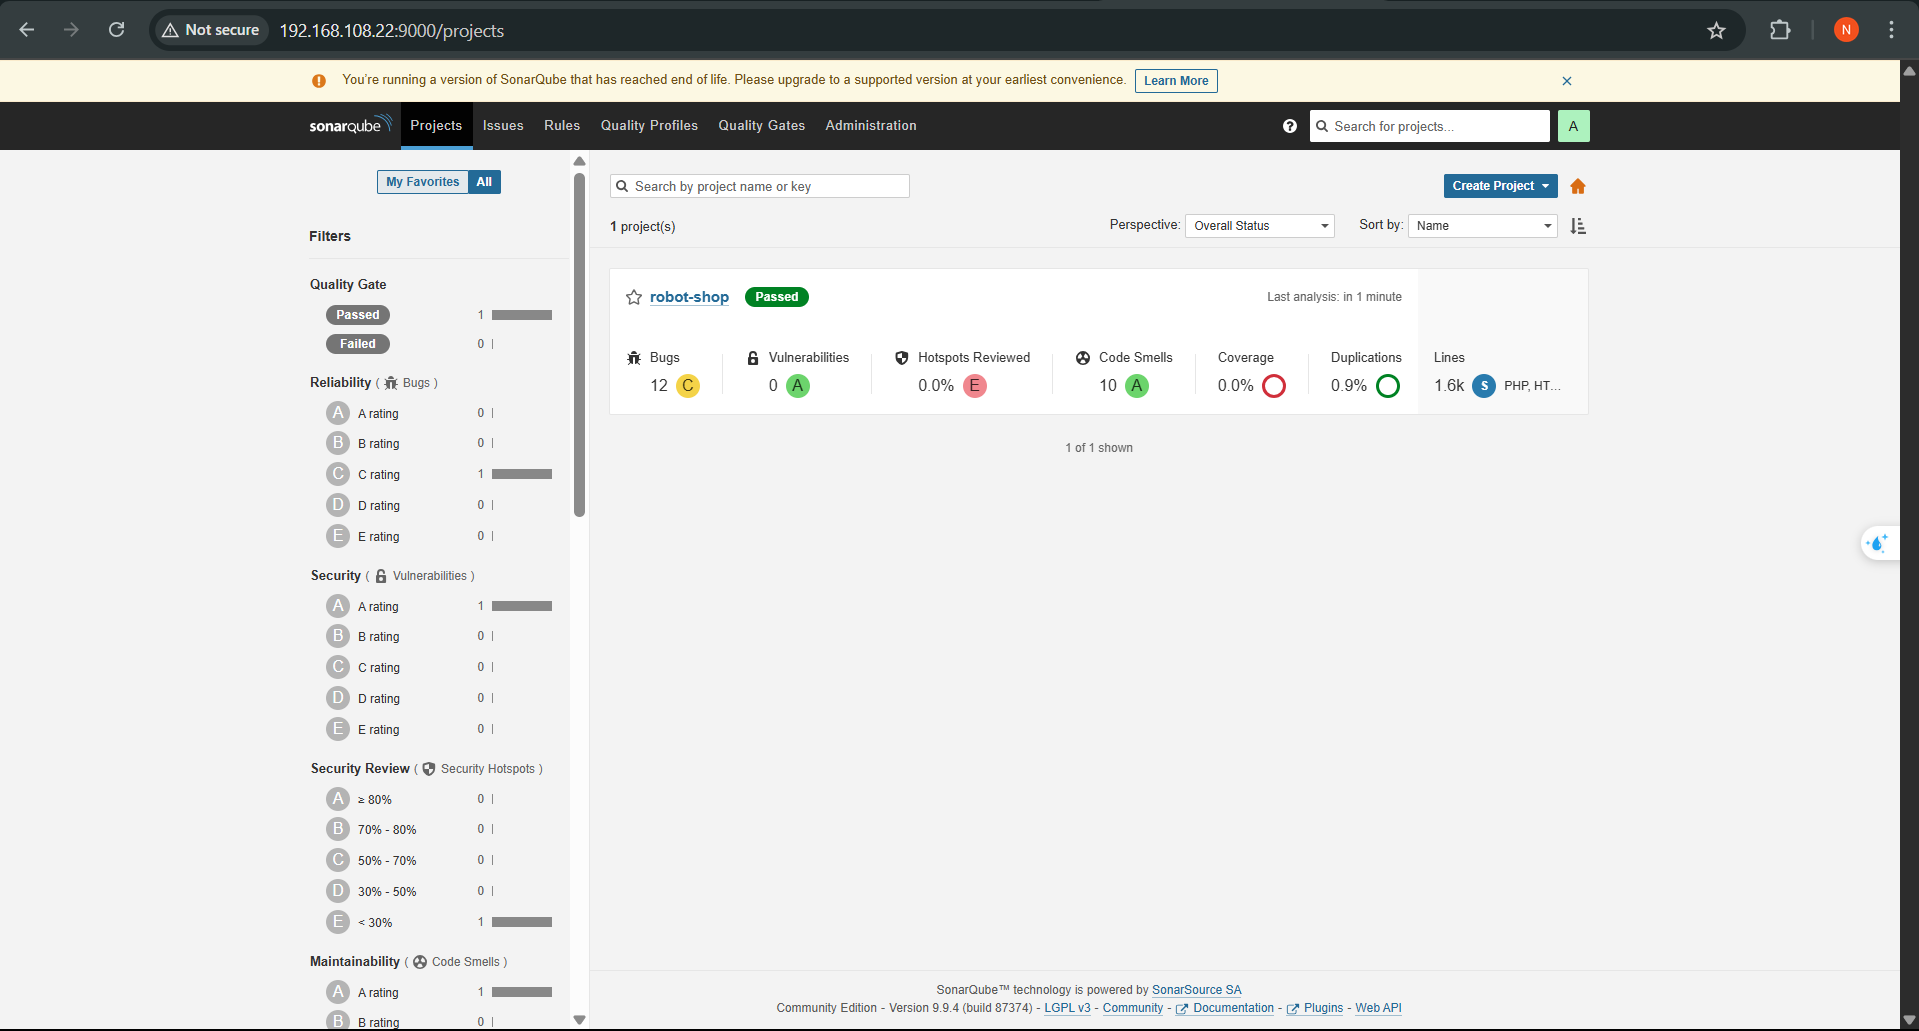 Not secure 192.168.108.22:9000/projects N
You're running a version of SonarQube that has reached end of life. Please upgrade to a supported version at your earliest convenience. Learn More
sonarqube Projects Issues Rules Quality Profiles Quality Gates Administration Search for projects... A
My Favorites All
Search by project name or key
Create Project
1 project(s)
Perspective: Overall Status
Sort by: Name
Filters
Quality Gate
Passed 1
Failed 0
Reliability ( Bugs )
A A rating 0
B B rating 0
C C rating 1
D D rating 0
E E rating 0
Security ( Vulnerabilities )
A A rating 1
B B rating 0
C C rating 0
D D rating 0
E E rating 0
Security Review ( Security Hotspots )
A ≥ 80% 0
B 70% - 80% 0
C 50% - 70% 0
D 30% - 50% 0
E < 30% 1
Maintainability ( Code Smells )
A A rating 1
B B rating 0
robot-shop Passed Last analysis: in 1 minute
Bugs Vulnerabilities Hotspots Reviewed Code Smells Coverage Duplications Lines
12 C 0 A 0.0% E 10 A 0.0% 0.9% 1.6k S PHP, HT...
1 of 1 shown
SonarQube™ technology is powered by SonarSource SA
Community Edition - Version 9.9.4 (build 87374) - LGPL v3 - Community - Documentation - Plugins - Web API